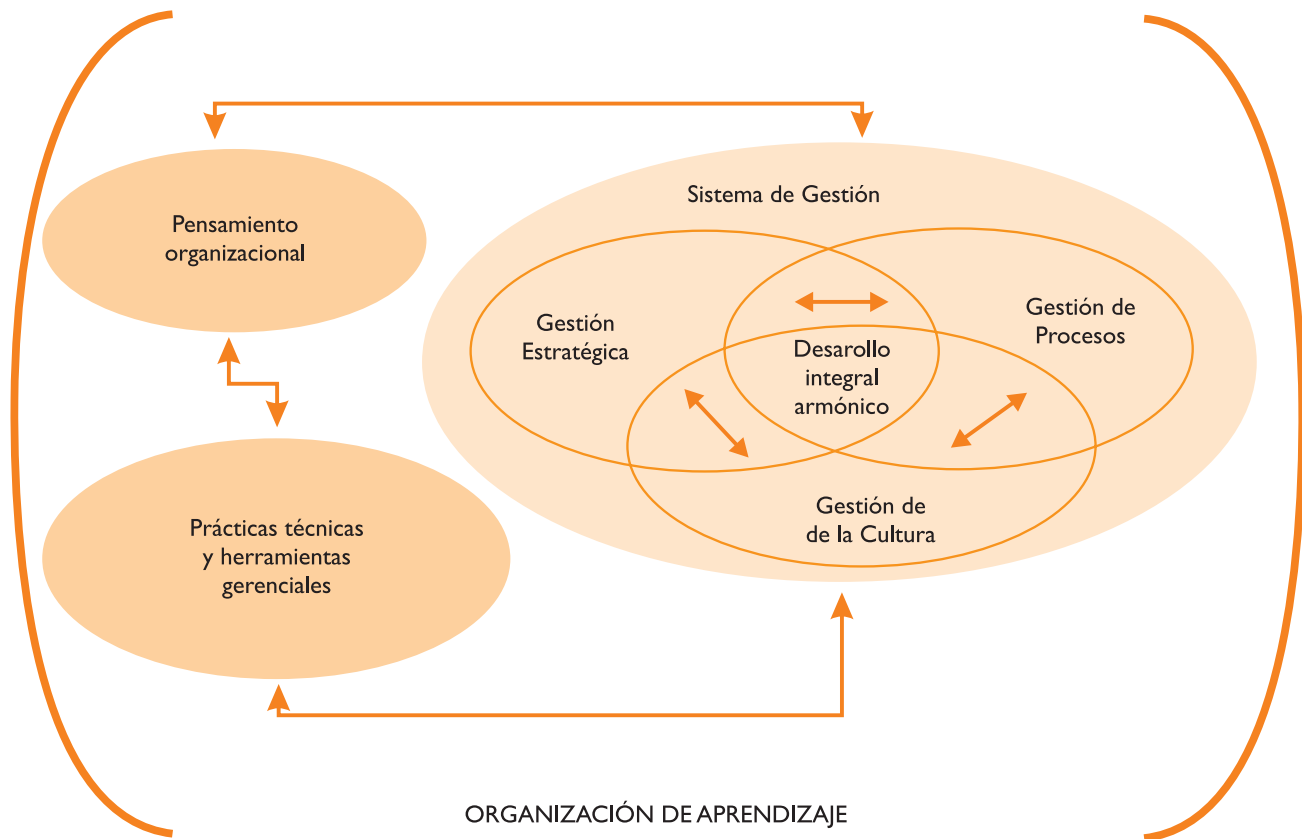 Pensamiento
organizacional
Prácticas técnicas
y herramientas
gerenciales
Sistema de Gestión
Gestión
Estratégica
Gestión de
Procesos
Desarollo
integral
armónico
Gestión de
de la Cultura
ORGANIZACIÓN DE APRENDIZAJE